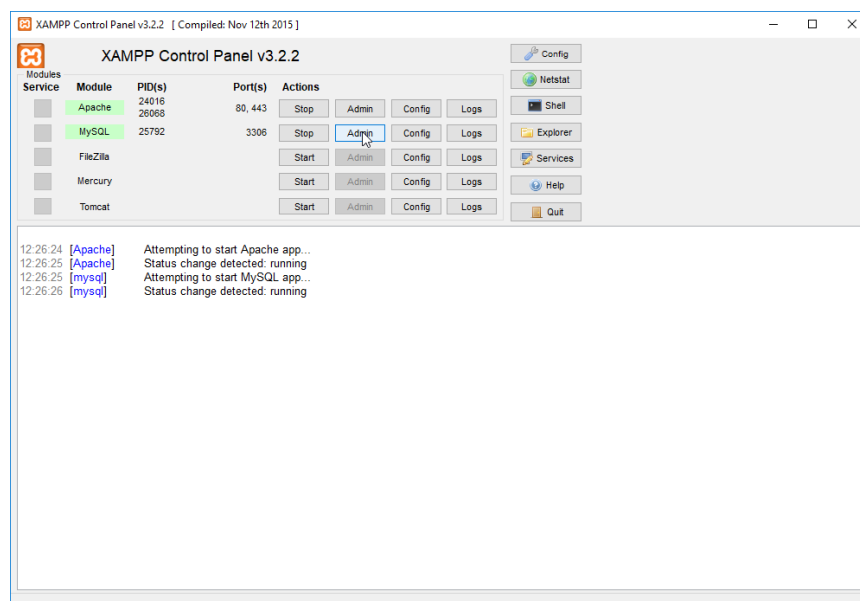 XAMPP Control Panel v3.2.2 [ Compiled: Nov 12th 2015 ]
XAMPP Control Panel v3.2.2
Config
Modules
Service Module PID(s) Port(s) Actions
Netstat
Apache 24016 26068 80, 443 Stop Admin Config Logs
Shell
MySQL 25792 3306 Stop Admin Config Logs
Explorer
FileZilla Start Admin Config Logs
Services
Mercury Start Admin Config Logs
Help
Tomcat Start Admin Config Logs
Quit
12:26:24 [Apache] Attempting to start Apache app...
12:26:25 [Apache] Status change detected: running
12:26:25 [mysql] Attempting to start MySQL app...
12:26:26 [mysql] Status change detected: running